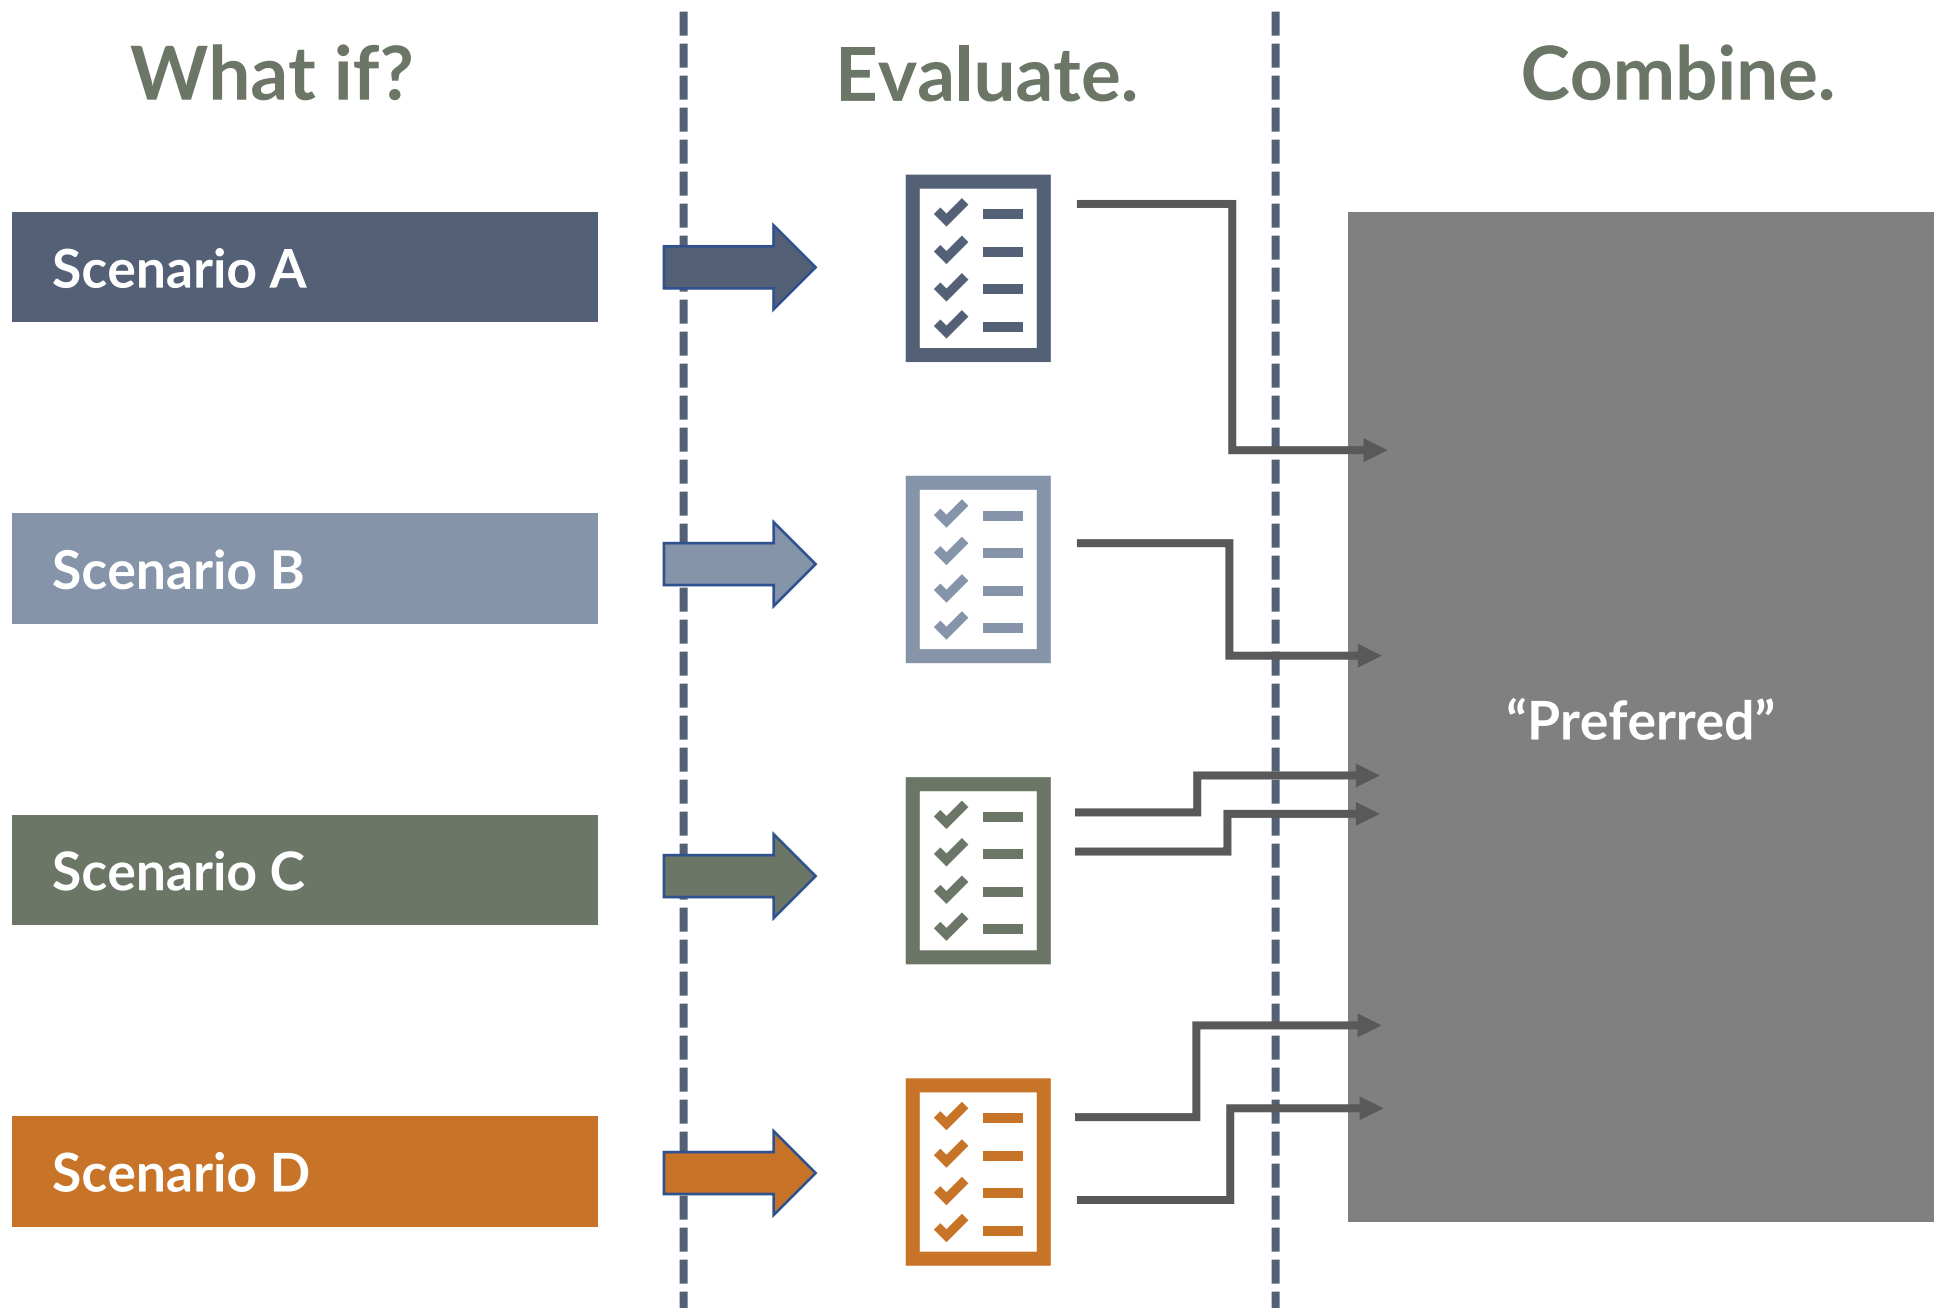 What if?
Evaluate.
Combine.
Scenario A
Scenario B
Scenario C
Scenario D
“Preferred”